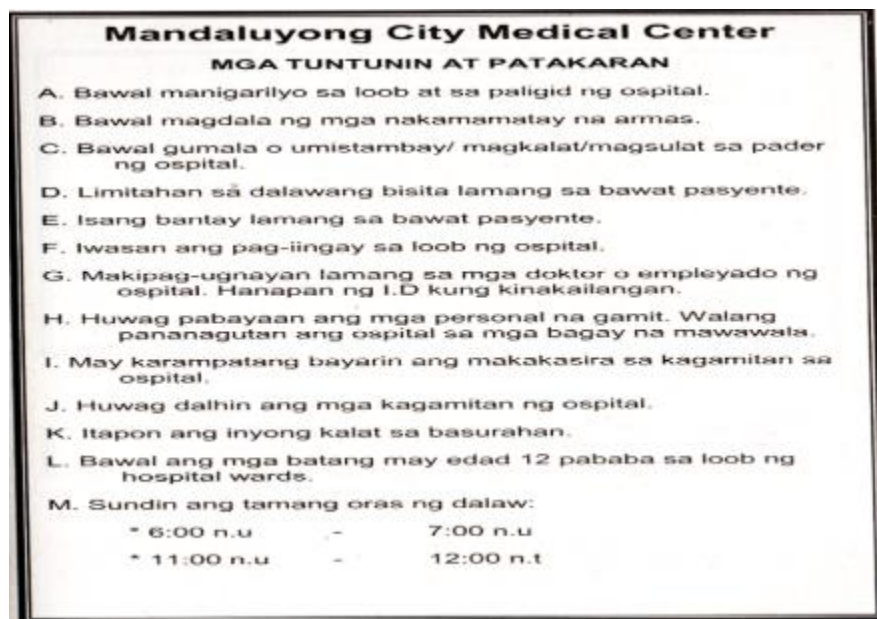 Mandaluyong City Medical Center
MGA TUNTUNIN AT PATAKARAN
A. Bawal manigarilyo sa loob at sa paligid ng ospital.
B. Bawal magdala ng mga nakamamatay na armas.
C. Bawal gumala o umistambay/ magkalat/magsulat sa pader
ng ospital.
D. Limitahan sa dalawang bisita lamang sa bawat pasyente.
E. Isang bantay lamang sa bawat pasyente.
F. Iwasan ang pag-iingay sa loob ng ospital.
G. Makipag-ugnayan lamang sa mga doktor o empleyado ng
ospital. Hanapan ng I.D kung kinakailangan.
H. Huwag pabayaan ang mga personal na gamit. Walang
pananagutan ang ospital sa mga bagay na mawawala.
I. May karampatang bayarin ang makakasira sa kagamitan sa
ospital.
J. Huwag dalhin ang mga kagamitan ng ospital.
K. Itapon ang inyong kalat sa basurahan.
L. Bawal ang mga batang may edad 12 pababa sa loob ng
hospital wards.
M. Sundin ang tamang oras ng dalaw:
* 6:00 n.u - 7:00 n.u
* 11:00 n.u - 12:00 n.t